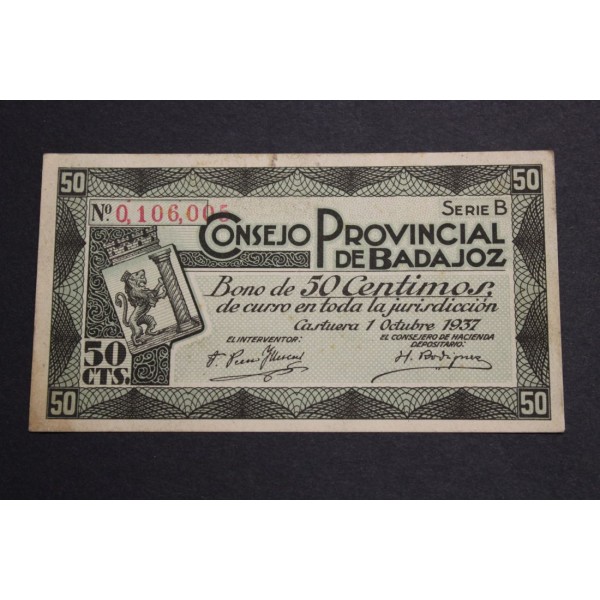 50 50
Nº 0,106,005 SERIE B
CONSEJO PROVINCIAL
DE BADAJOZ
Bono de 50 Centimos.
de curso en toda la jurisdicción
Castuera 1 Octubre 1937
EL INTERVENTOR: EL CONSEJERO DE HACIENDA
DEPOSITARIO:
H. Rodriguez
50
CTS.
50 50